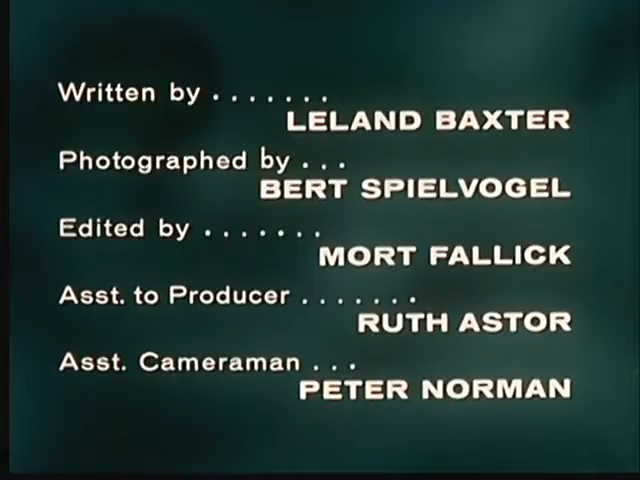 Written by . . . . . . .
LELAND BAXTER
Photographed by . . .
BERT SPIELVOGEL
Edited by . . . . . . .
MORT FALLICK
Asst. to Producer . . . . . . .
RUTH ASTOR
Asst. Cameraman . . .
PETER NORMAN